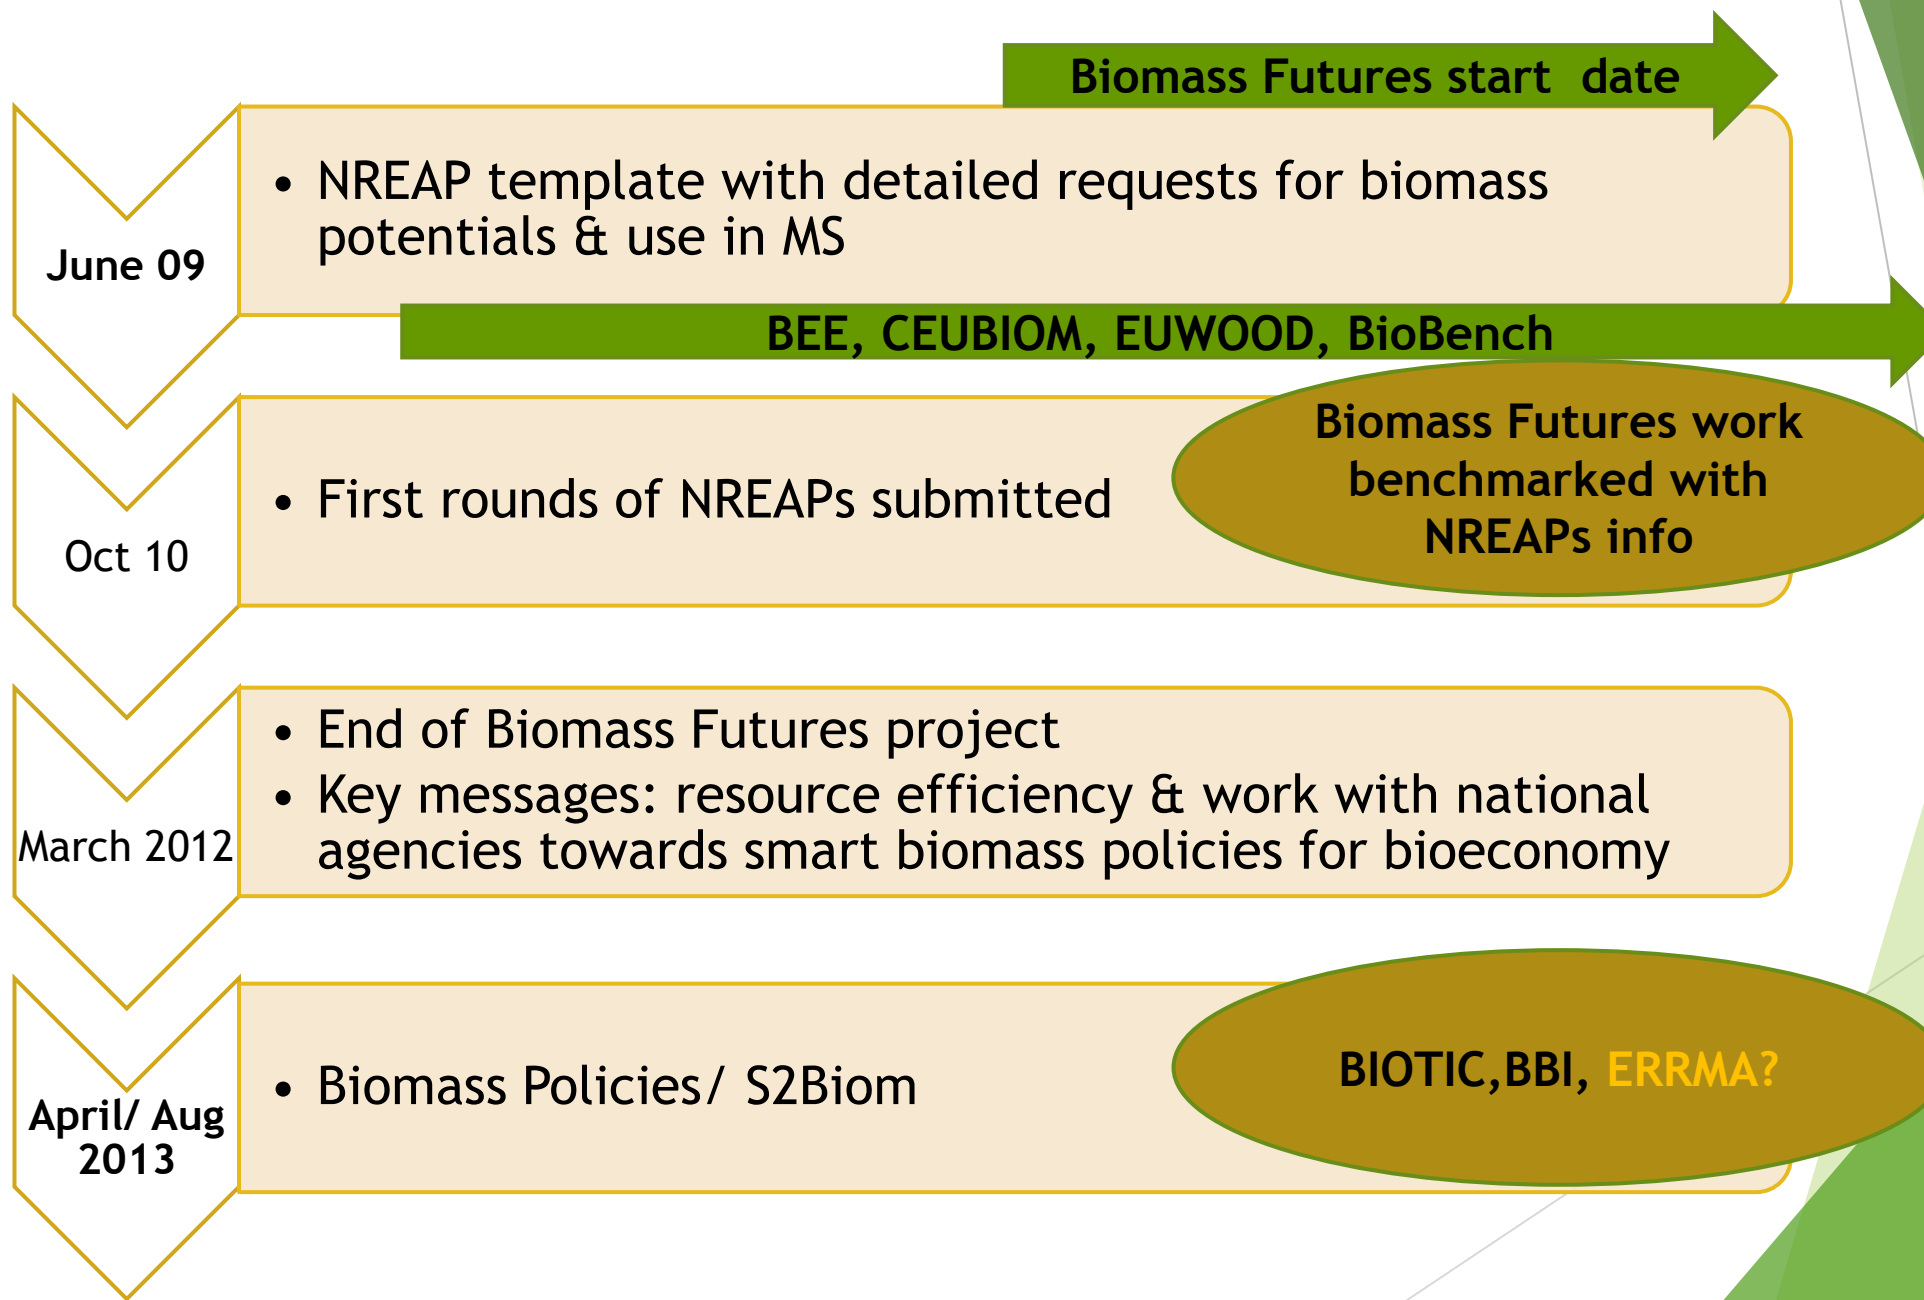 Biomass Futures start date
June 09
• NREAP template with detailed requests for biomass
potentials & use in MS
BEE, CEUBIOM, EUWOOD, BioBench
Oct 10
• First rounds of NREAPs submitted
Biomass Futures work
benchmarked with
NREAPs info
March 2012
• End of Biomass Futures project
• Key messages: resource efficiency & work with national
agencies towards smart biomass policies for bioeconomy
April/ Aug
2013
• Biomass Policies/ S2Biom
BIOTIC,BBI, ERRMA?